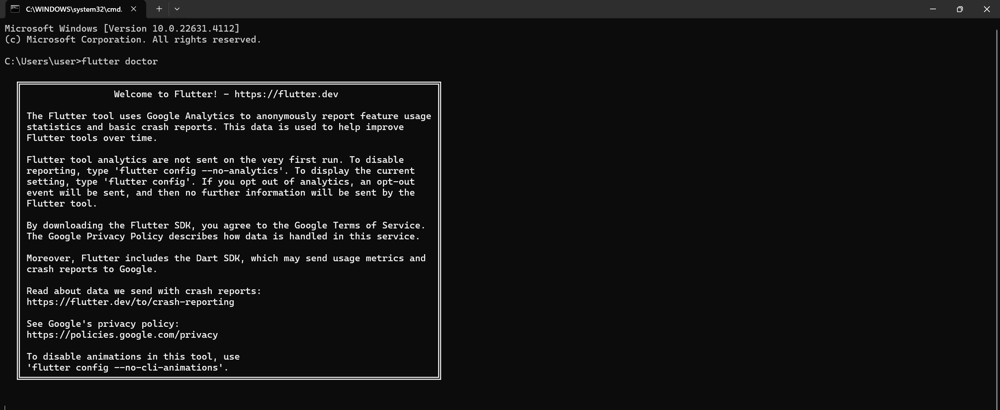 C:\WINDOWS\system32\cmd.
Microsoft Windows [Version 10.0.22631.4112]
(c) Microsoft Corporation. All rights reserved.
C:\Users\user>flutter doctor
Welcome to Flutter! - https://flutter.dev
The Flutter tool uses Google Analytics to anonymously report feature usage
statistics and basic crash reports. This data is used to help improve
Flutter tools over time.
Flutter tool analytics are not sent on the very first run. To disable
reporting, type 'flutter config --no-analytics'. To display the current
setting, type 'flutter config'. If you opt out of analytics, an opt-out
event will be sent, and then no further information will be sent by the
Flutter tool.
By downloading the Flutter SDK, you agree to the Google Terms of Service.
The Google Privacy Policy describes how data is handled in this service.
Moreover, Flutter includes the Dart SDK, which may send usage metrics and
crash reports to Google.
Read about data we send with crash reports:
https://flutter.dev/to/crash-reporting
See Google's privacy policy:
https://policies.google.com/privacy
To disable animations in this tool, use
'flutter config --no-cli-animations'.